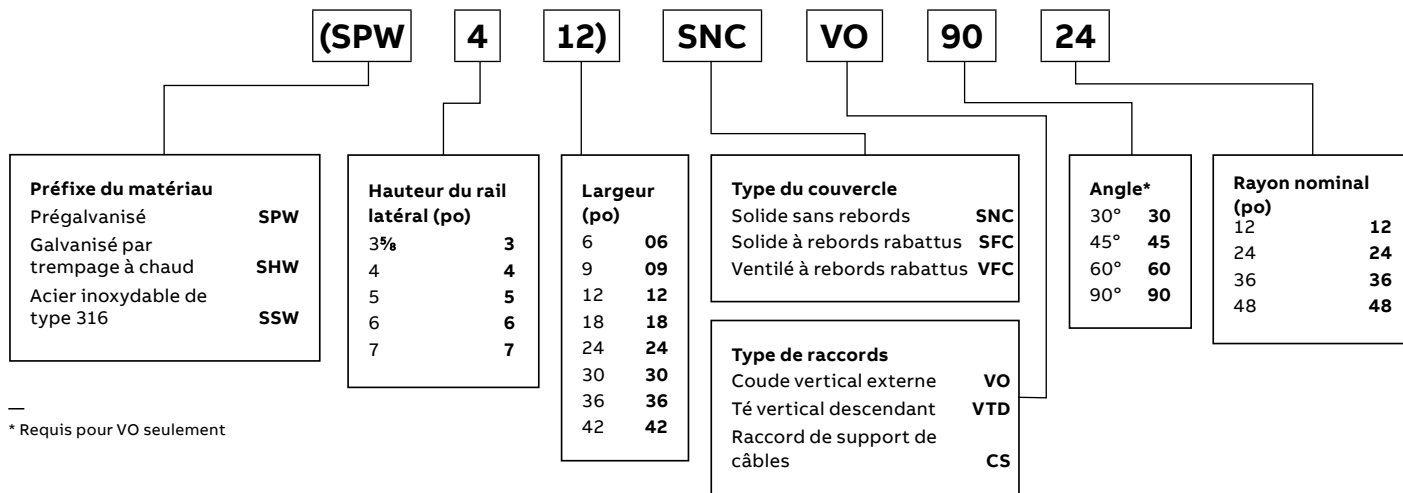 (SPW 4 12) SNC VO 90 24
Préfixe du matériau
Prégalvanisé SPW
Galvanisé par
trempage à chaud SHW
Acier inoxydable de
type 316 SSW
Hauteur du rail
latéral (po)
3⅝ 3
4 4
5 5
6 6
7 7
Largeur
(po)
6 06
9 09
12 12
18 18
24 24
30 30
36 36
42 42
Type du couvercle
Solide sans rebords SNC
Solide à rebords rabattus SFC
Ventilé à rebords rabattus VFC
Type de raccords
Coude vertical externe VO
Té vertical descendant VTD
Raccord de support de
câbles CS
Angle*
30° 30
45° 45
60° 60
90° 90
Rayon nominal
(po)
12 12
24 24
36 36
48 48
—
* Requis pour VO seulement